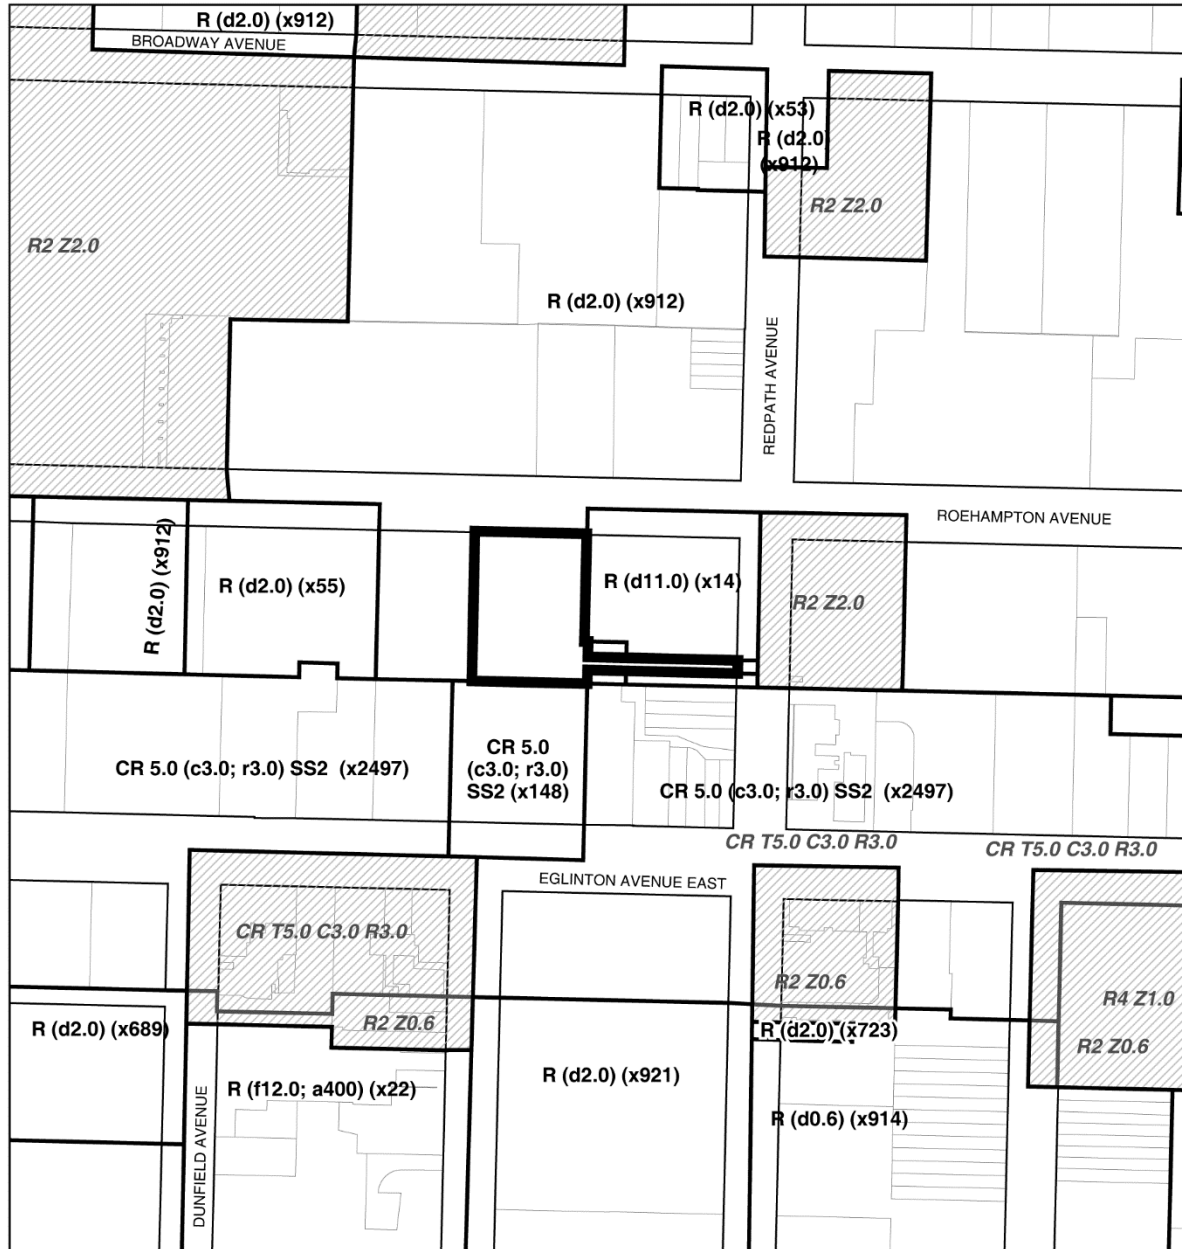 R (d2.0) (x912)
BROADWAY AVENUE
R (d2.0) (x53)
R (d2.0)
(x912)
R2 Z2.0
R2 Z2.0
R (d2.0) (x912)
REDPATH AVENUE
ROEHAMPTON AVENUE
R (d2.0) (x912)
R (d2.0) (x55)
R (d11.0) (x14)
R2 Z2.0
CR 5.0 (c3.0; r3.0) SS2 (x2497)
CR 5.0
(c3.0; r3.0)
SS2 (x148)
CR 5.0 (c3.0; r3.0) SS2 (x2497)
CR T5.0 C3.0 R3.0
CR T5.0 C3.0 R3.0
EGLINTON AVENUE EAST
CR T5.0 C3.0 R3.0
R2 Z0.6
R4 Z1.0
R (d2.0) (x689)
R2 Z0.6
R (d2.0) (x723)
R2 Z0.6
R (f12.0; a400) (x22)
R (d2.0) (x921)
R (d0.6) (x914)
DUNFIELD AVENUE